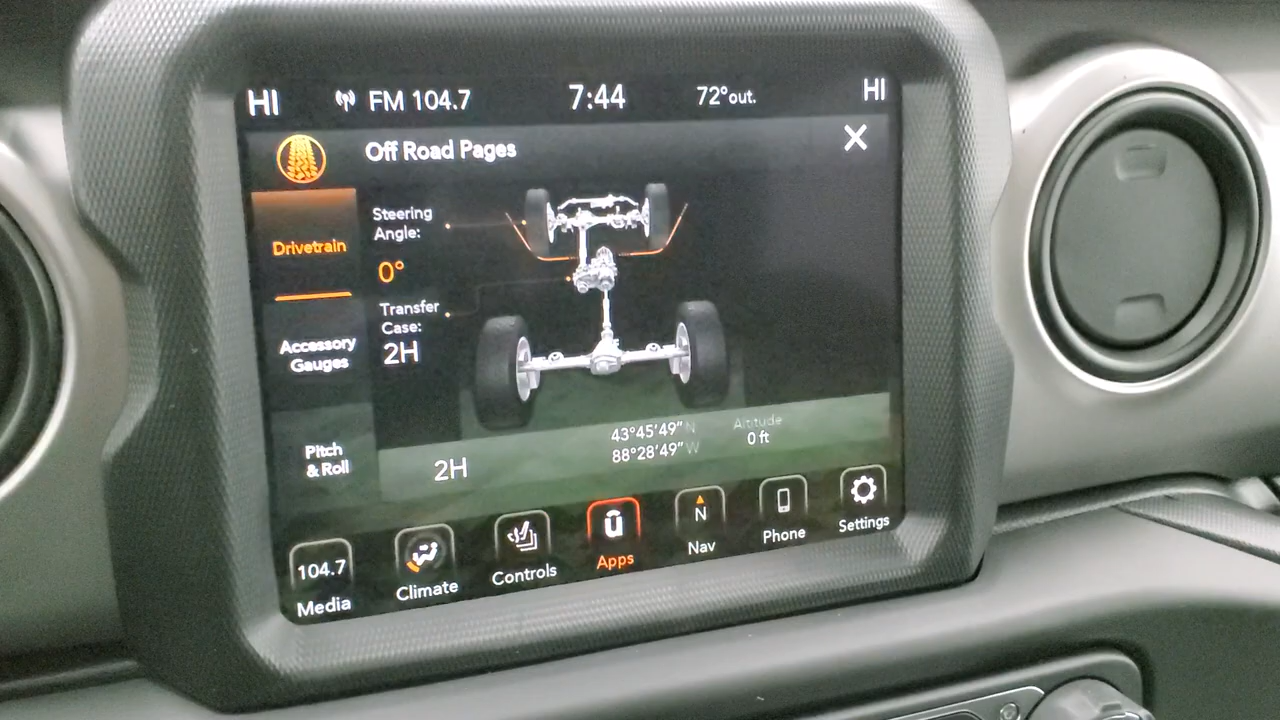 HI FM 104.7 7:44 72°out. HI
Off Road Pages
Drivetrain
Steering
Angle:
0°
Transfer
Case:
2H
Accessory
Gauges
Pitch
& Roll
2H
43°45'49" N
88°28'49" W
Altitude
0 ft
104.7
Media
Climate
Controls
Apps
N
Nav
Phone
Settings